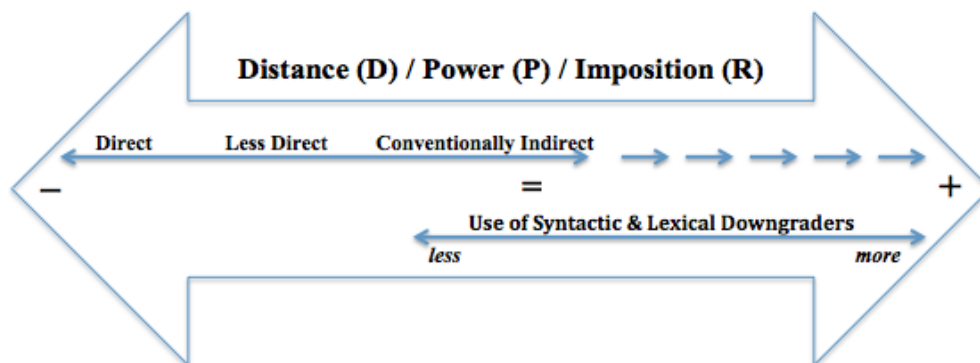 Distance (D) / Power (P) / Imposition (R)
Direct Less Direct Conventionally Indirect
– = +
Use of Syntactic & Lexical Downgraders
less more